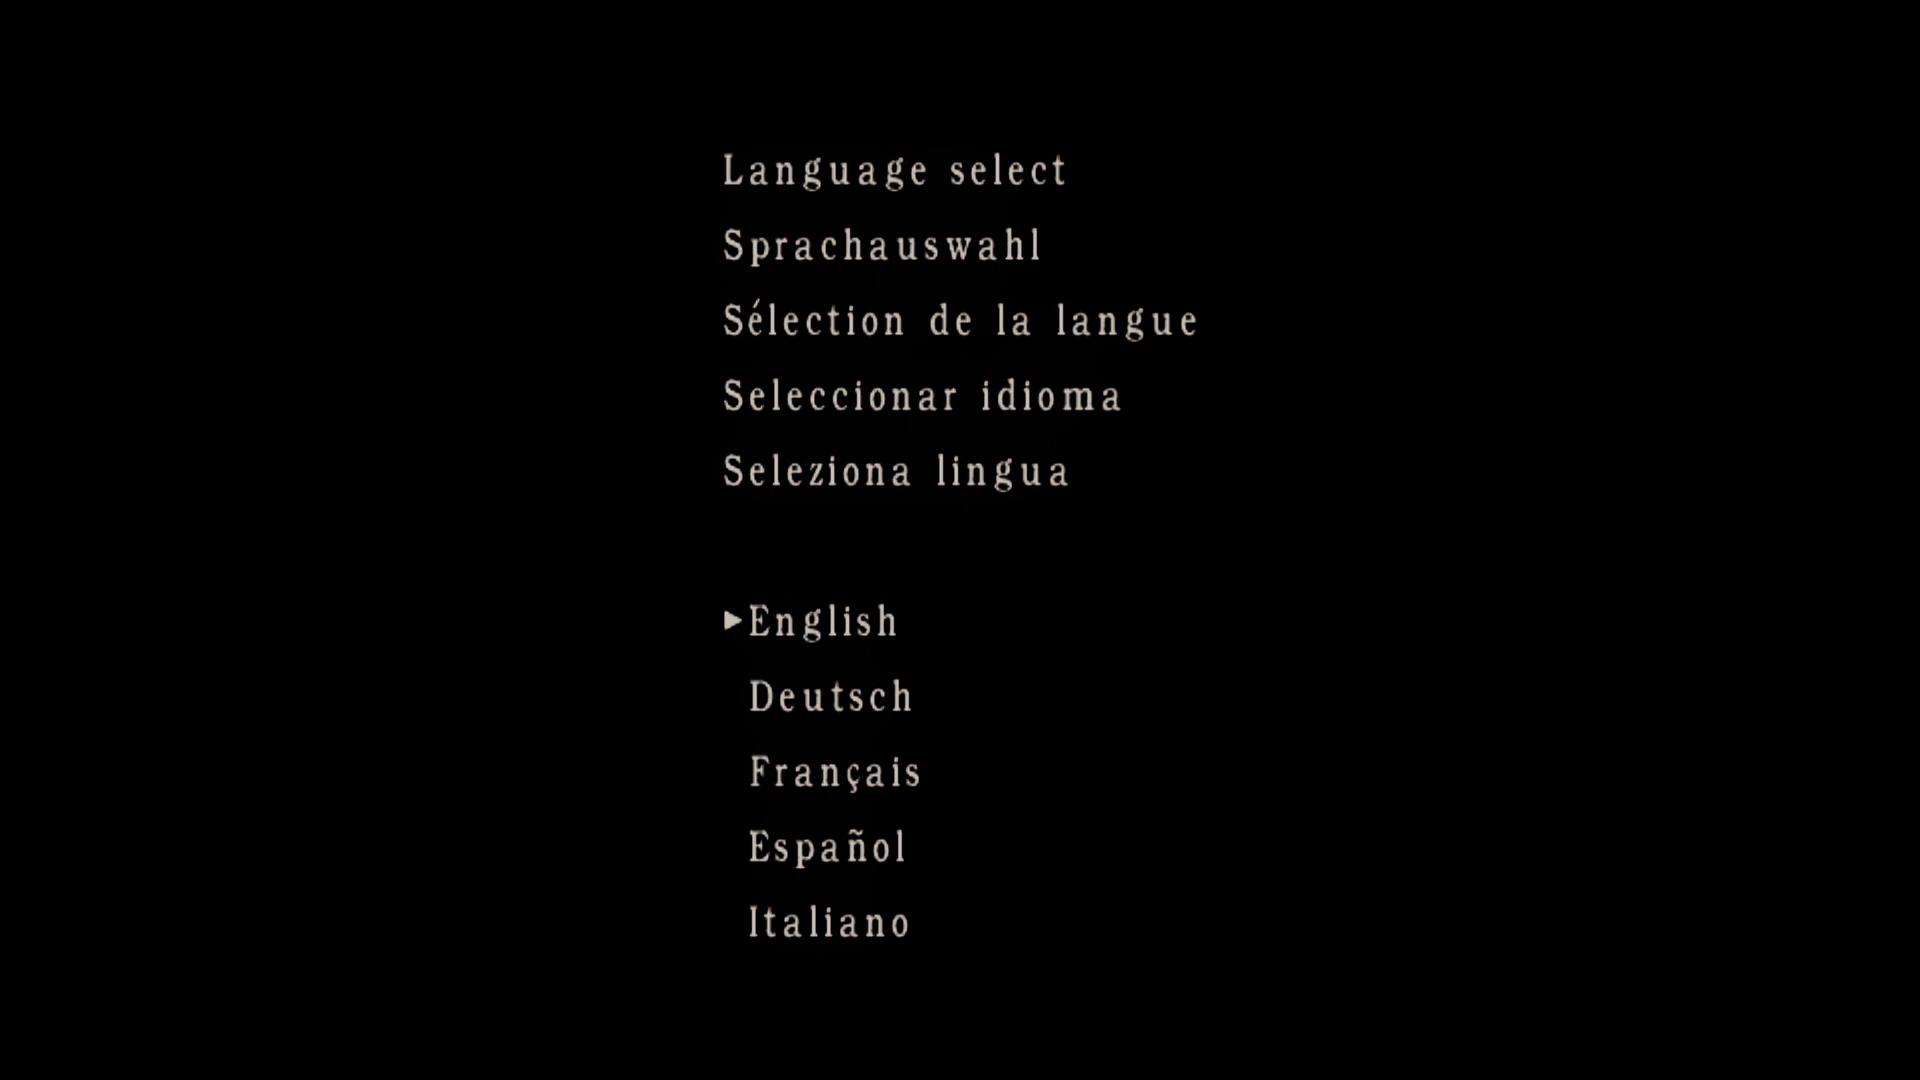 Language select
Sprachauswahl
Sélection de la langue
Seleccionar idioma
Seleziona lingua
►English
Deutsch
Français
Español
Italiano